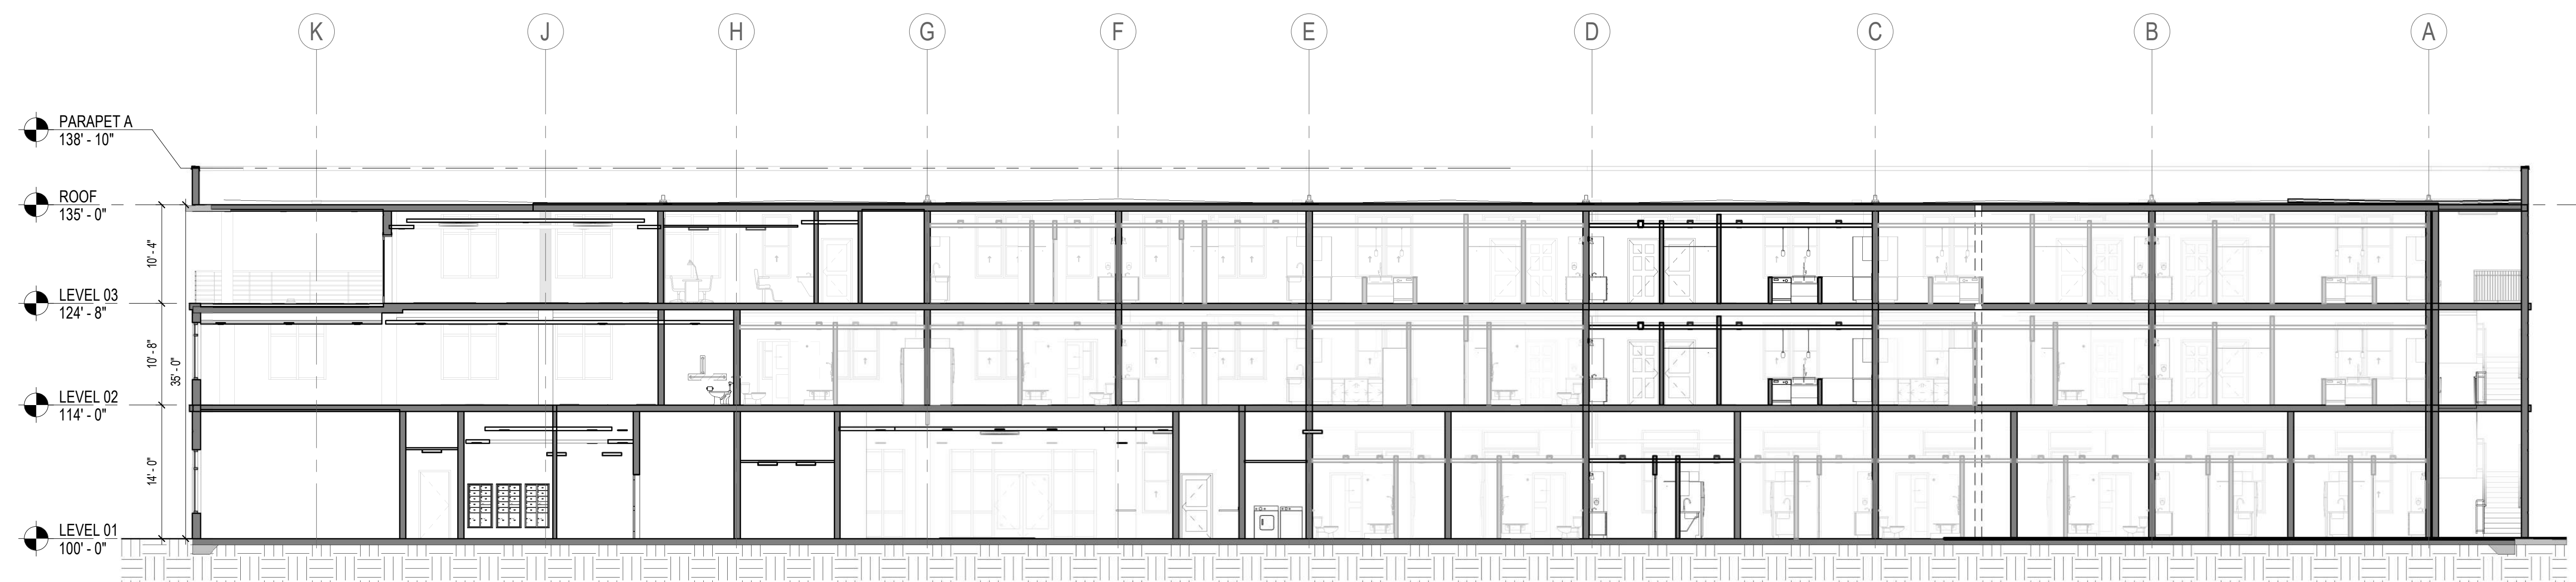 K J H G F E D C B A
PARAPET A
138' - 10"
ROOF
135' - 0"
10' - 4"
LEVEL 03
124' - 8"
10' - 8"
35' - 0"
LEVEL 02
114' - 0"
14' - 0"
LEVEL 01
100' - 0"